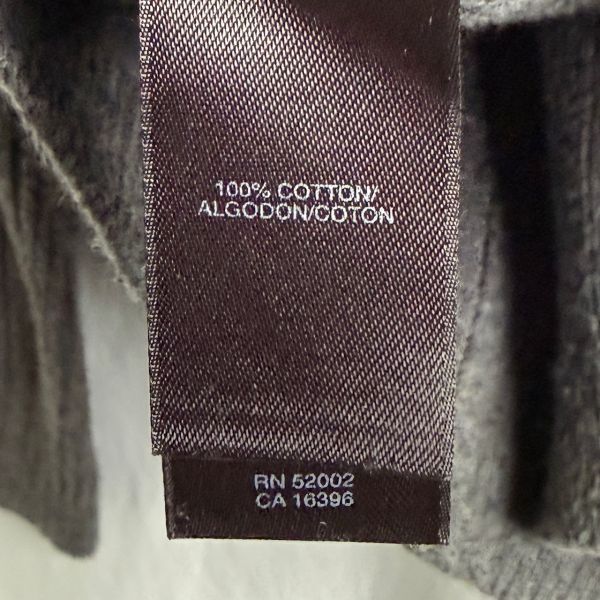 100% COTTON/
ALGODON/COTON
RN 52002
CA 16396